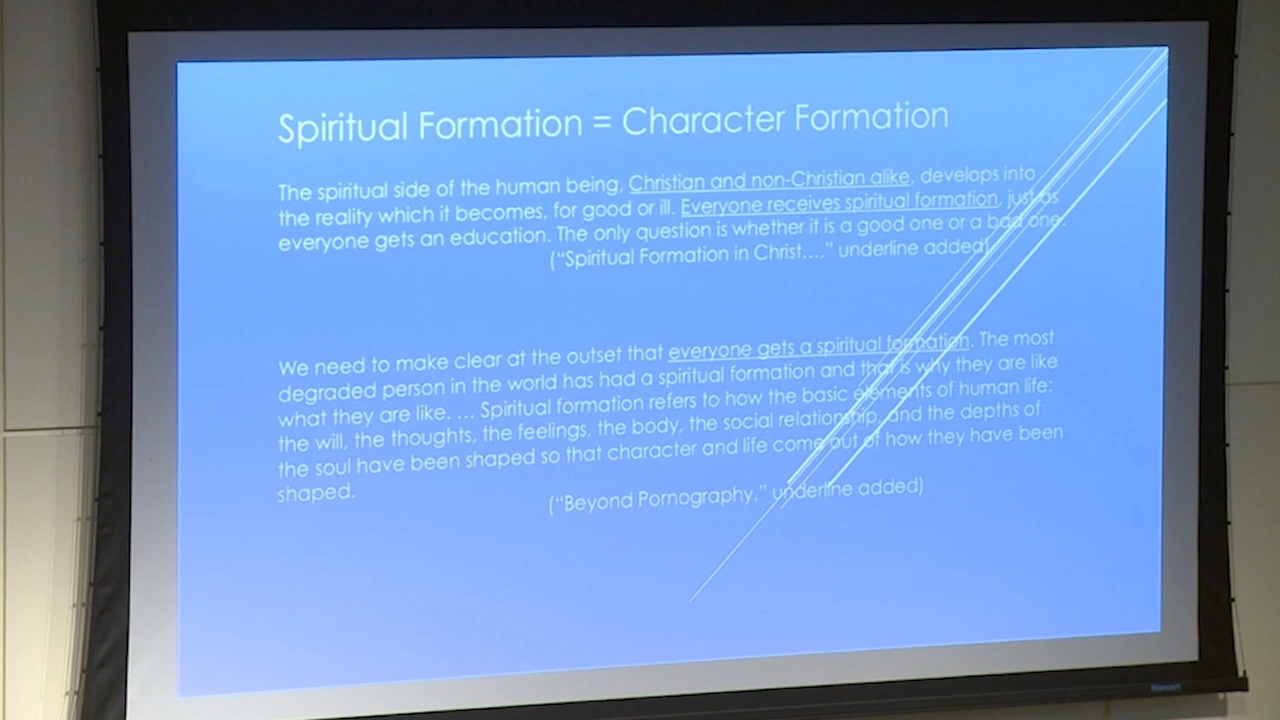 Spiritual Formation = Character Formation
The spiritual side of the human being, Christian and non-Christian alike, develops into
the reality which it becomes, for good or ill. Everyone receives spiritual formation, just as
everyone gets an education. The only question is whether it is a good one or a bad one.
("Spiritual Formation in Christ…," underline added)
We need to make clear at the outset that everyone gets a spiritual formation. The most
degraded person in the world has had a spiritual formation and that is why they are like
what they are like. … Spiritual formation refers to how the basic elements of human life:
the will, the thoughts, the feelings, the body, the social relationship, and the depths of
the soul have been shaped so that character and life come out of how they have been
shaped.
("Beyond Pornography," underline added)
Stewart